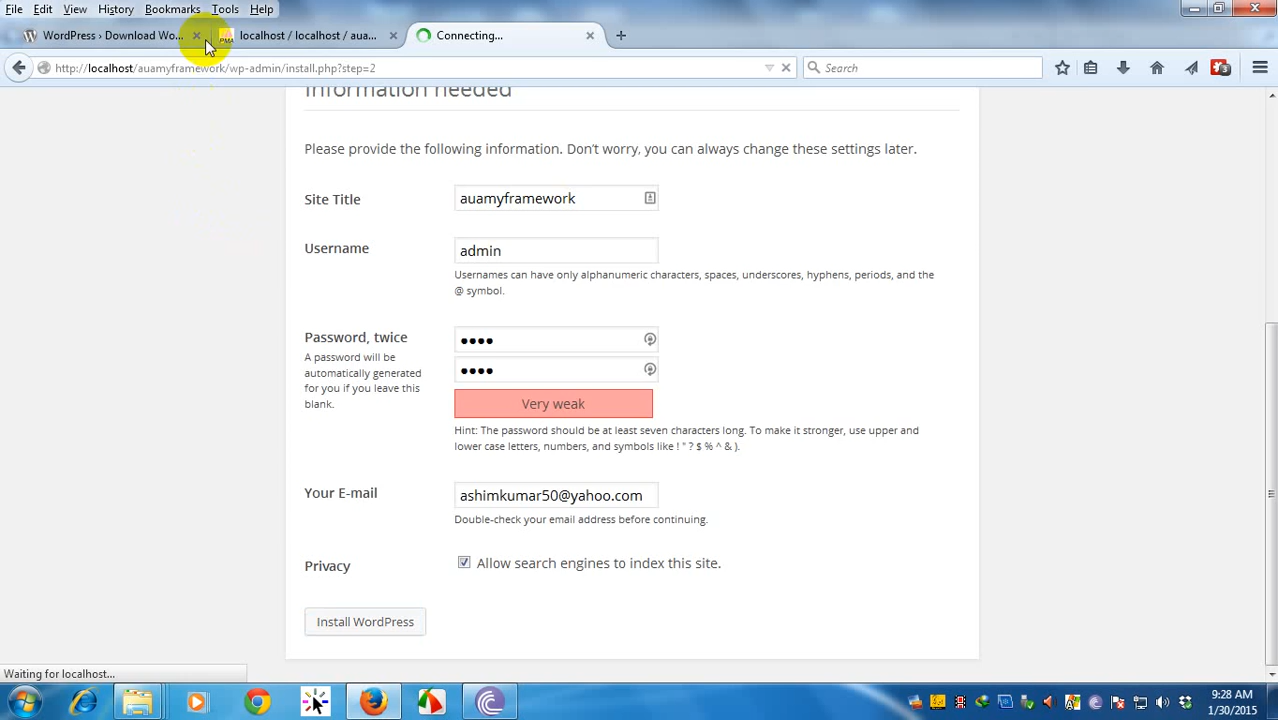 File Edit View History Bookmarks Tools Help
WordPress › Download Wo... localhost / localhost / aua... Connecting...
http://localhost/auamyframework/wp-admin/install.php?step=2 Search 3
Information needed
Please provide the following information. Don’t worry, you can always change these settings later.
Site Title auamyframework
Username admin
Usernames can have only alphanumeric characters, spaces, underscores, hyphens, periods, and the
@ symbol.
Password, twice ••••
A password will be
automatically generated
for you if you leave this
blank.
••••
Very weak
Hint: The password should be at least seven characters long. To make it stronger, use upper and
lower case letters, numbers, and symbols like ! " ? $ % ^ & ).
Your E-mail ashimkumar50@yahoo.com
Double-check your email address before continuing.
Privacy Allow search engines to index this site.
Install WordPress
Waiting for localhost...
9:28 AM
1/30/2015